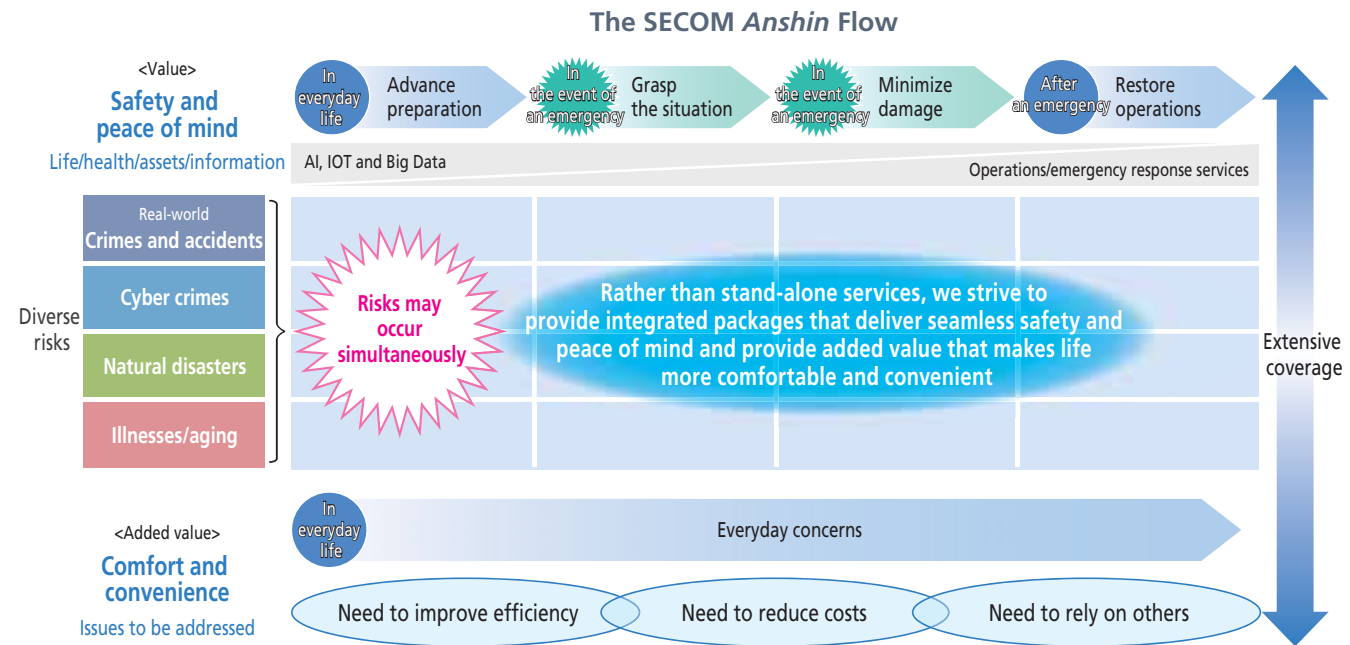 The SECOM Anshin Flow
<Value>
Safety and
peace of mind
Life/health/assets/information
In
everyday
life
Advance
preparation
In
the event of
an emergency
Grasp
the situation
In
the event of
an emergency
Minimize
damage
After
an emergency
Restore
operations
AI, IOT and Big Data
Operations/emergency response services
Diverse
risks
Real-world
Crimes and accidents
Cyber crimes
Natural disasters
Illnesses/aging
Risks may
occur
simultaneously
Rather than stand-alone services, we strive to
provide integrated packages that deliver seamless safety and
peace of mind and provide added value that makes life
more comfortable and convenient
Extensive
coverage
<Added value>
Comfort and
convenience
Issues to be addressed
In
everyday
life
Everyday concerns
Need to improve efficiency
Need to reduce costs
Need to rely on others